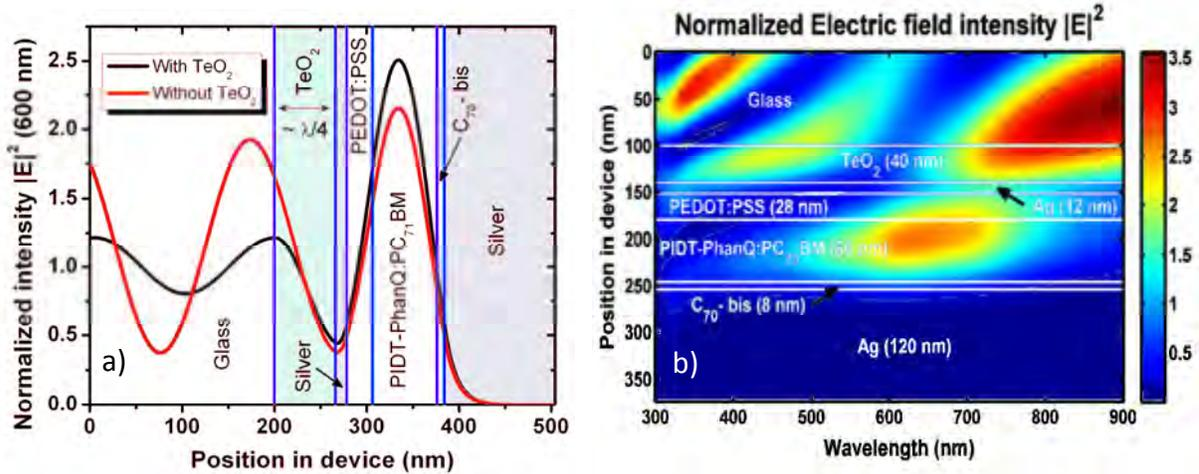 Normalized intensity |E|² (600 nm)
2.5
2.0
1.5
1.0
0.5
0.0
With TeO₂
Without TeO₂
TeO₂
~ λ/4
PEDOT:PSS
C₇₀- bis
Glass
Silver
PIDT-PhanQ:PC₇₁BM
Silver
a)
0 100 200 300 400 500
Position in device (nm)
Normalized Electric field intensity |E|²
Position in device (nm)
0
50
100
150
200
250
300
350
Glass
TeO₂ (40 nm)
Ag (12 nm)
PEDOT:PSS (28 nm)
PIDT-PhanQ:PC₇₁BM
C₇₀- bis (8 nm)
Ag (120 nm)
b)
300 400 500 600 700 800 900
Wavelength (nm)
3.5
3
2.5
2
1.5
1
0.5